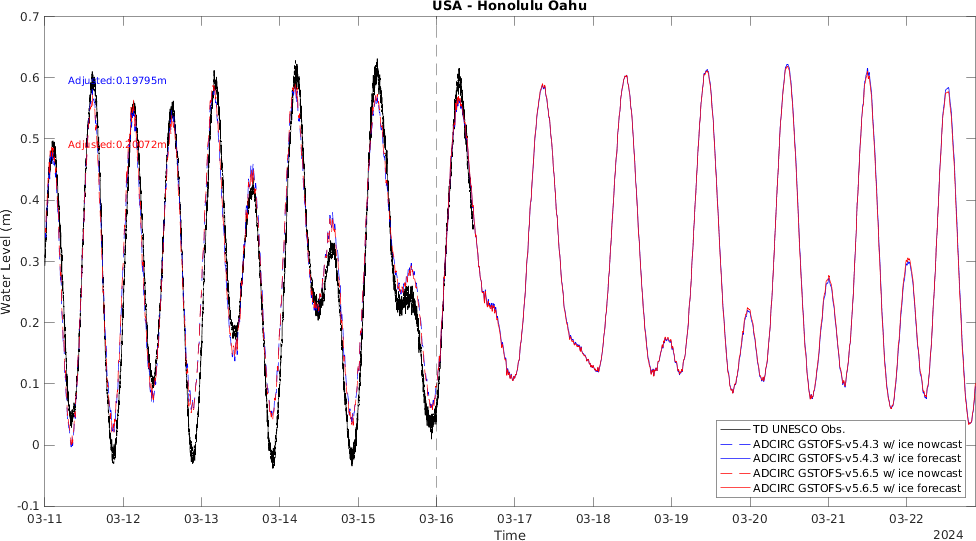 USA - Honolulu Oahu
0.7
0.6
0.5
0.4
0.3
0.2
0.1
0
-0.1
Water Level (m)
Adjusted:0.19795m
Adjusted:0.20072m
TD UNESCO Obs.
ADCIRC GSTOFS-v5.4.3 w/ ice nowcast
ADCIRC GSTOFS-v5.4.3 w/ ice forecast
ADCIRC GSTOFS-v5.6.5 w/ ice nowcast
ADCIRC GSTOFS-v5.6.5 w/ ice forecast
03-11 03-12 03-13 03-14 03-15 03-16 03-17 03-18 03-19 03-20 03-21 03-22
Time
2024